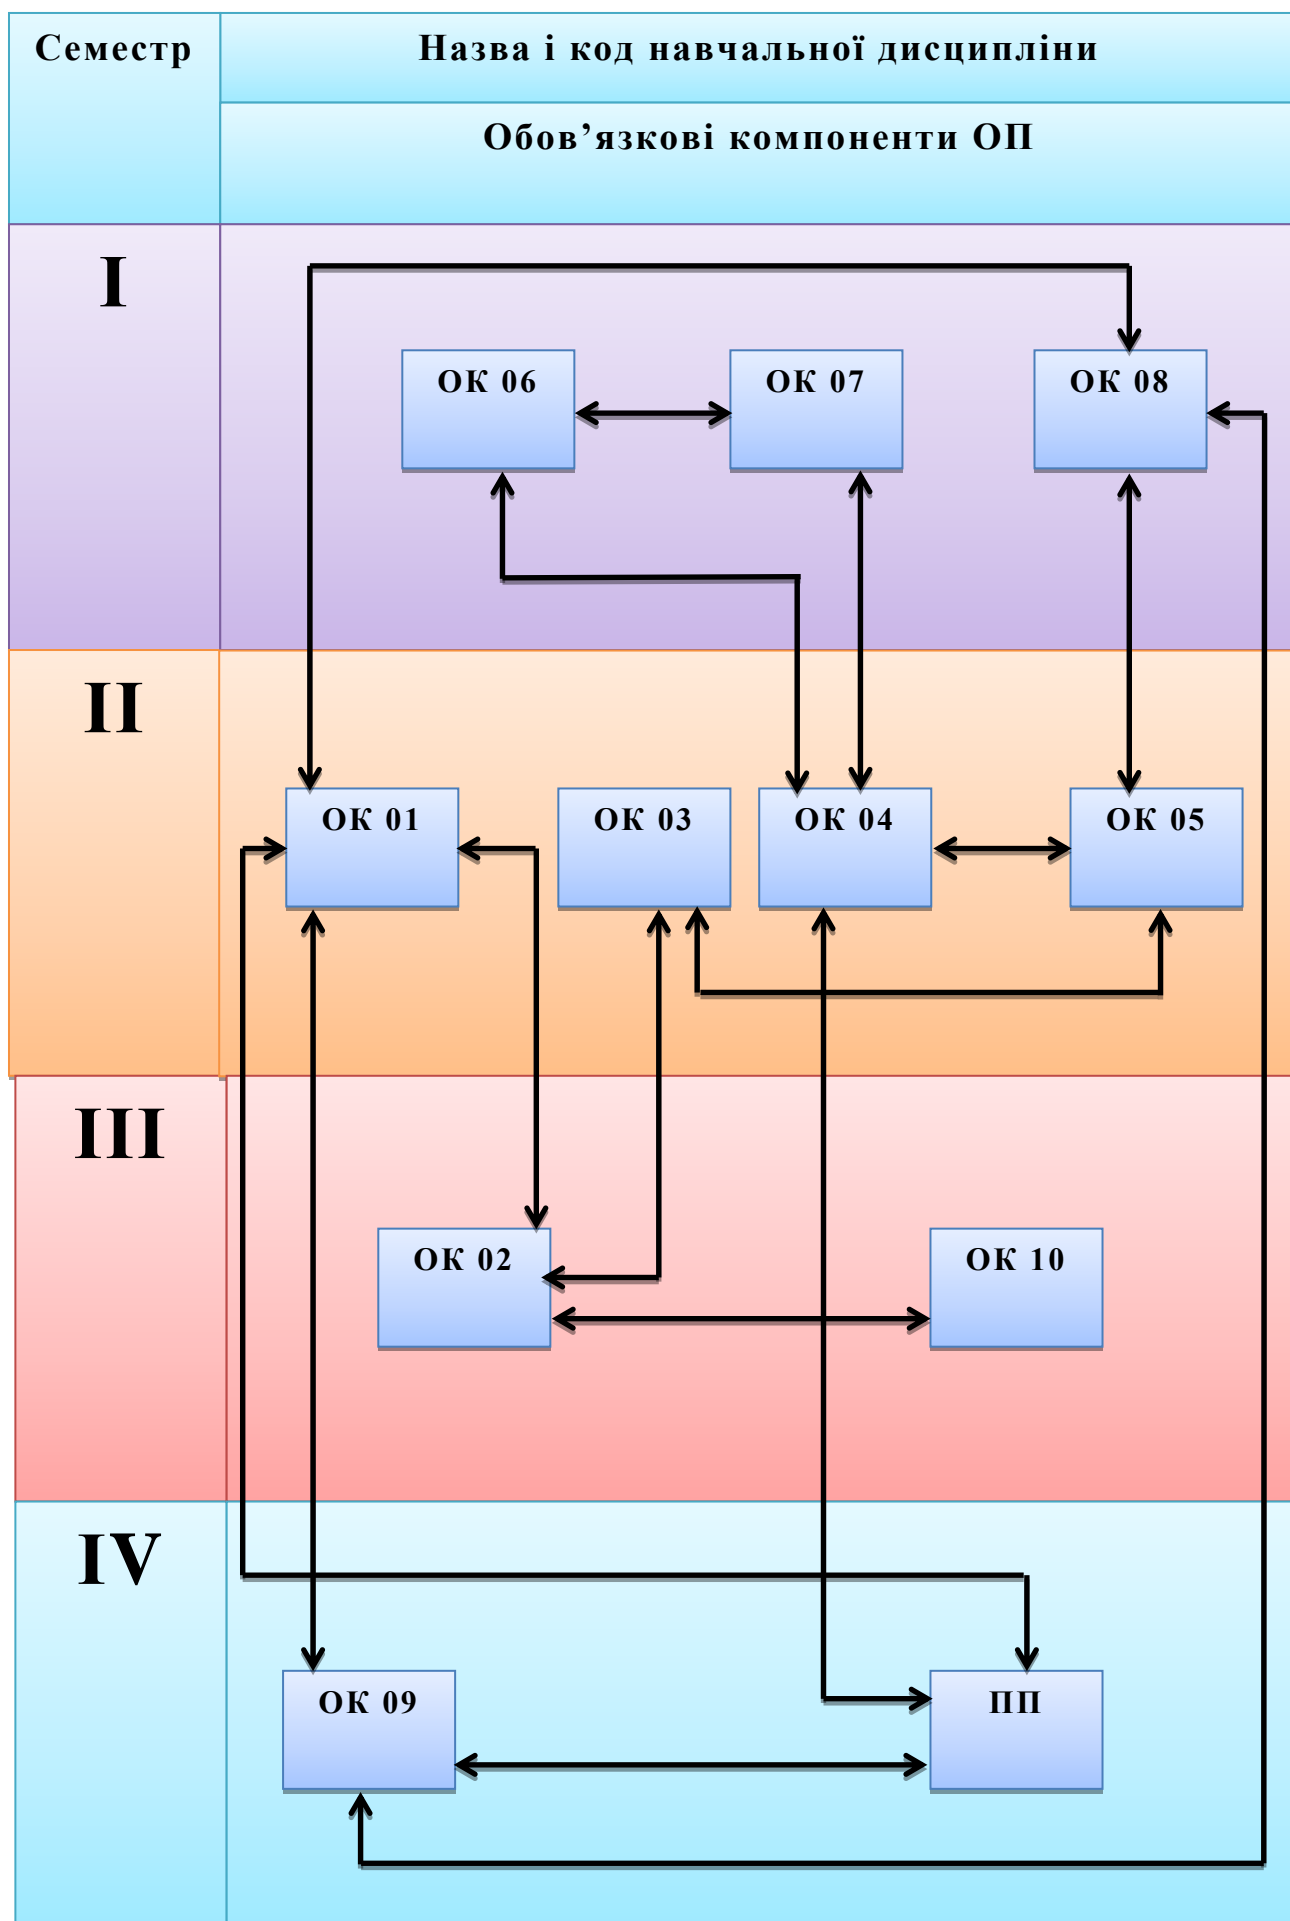 Семестр
Назва і код навчальної дисципліни
Обов’язкові компоненти ОП
I
ОК 06
ОК 07
ОК 08
II
ОК 01
ОК 03
ОК 04
ОК 05
III
ОК 02
ОК 10
IV
ОК 09
ПП